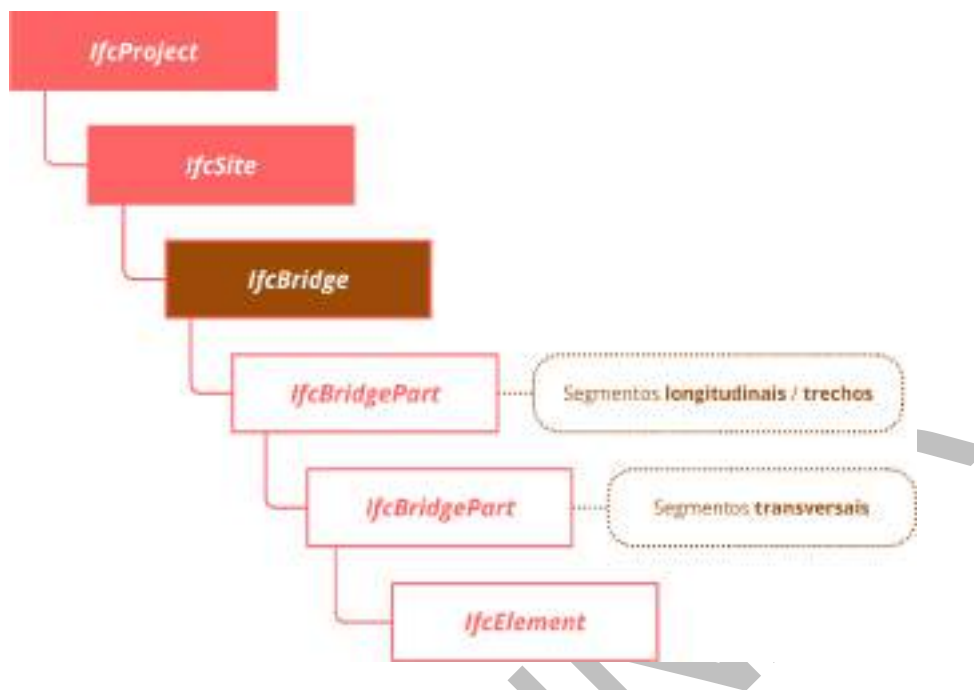 IfcProject
IfcSite
IfcBridge
IfcBridgePart
Segmentos longitudinais / trechos
IfcBridgePart
Segmentos transversais
IfcElement